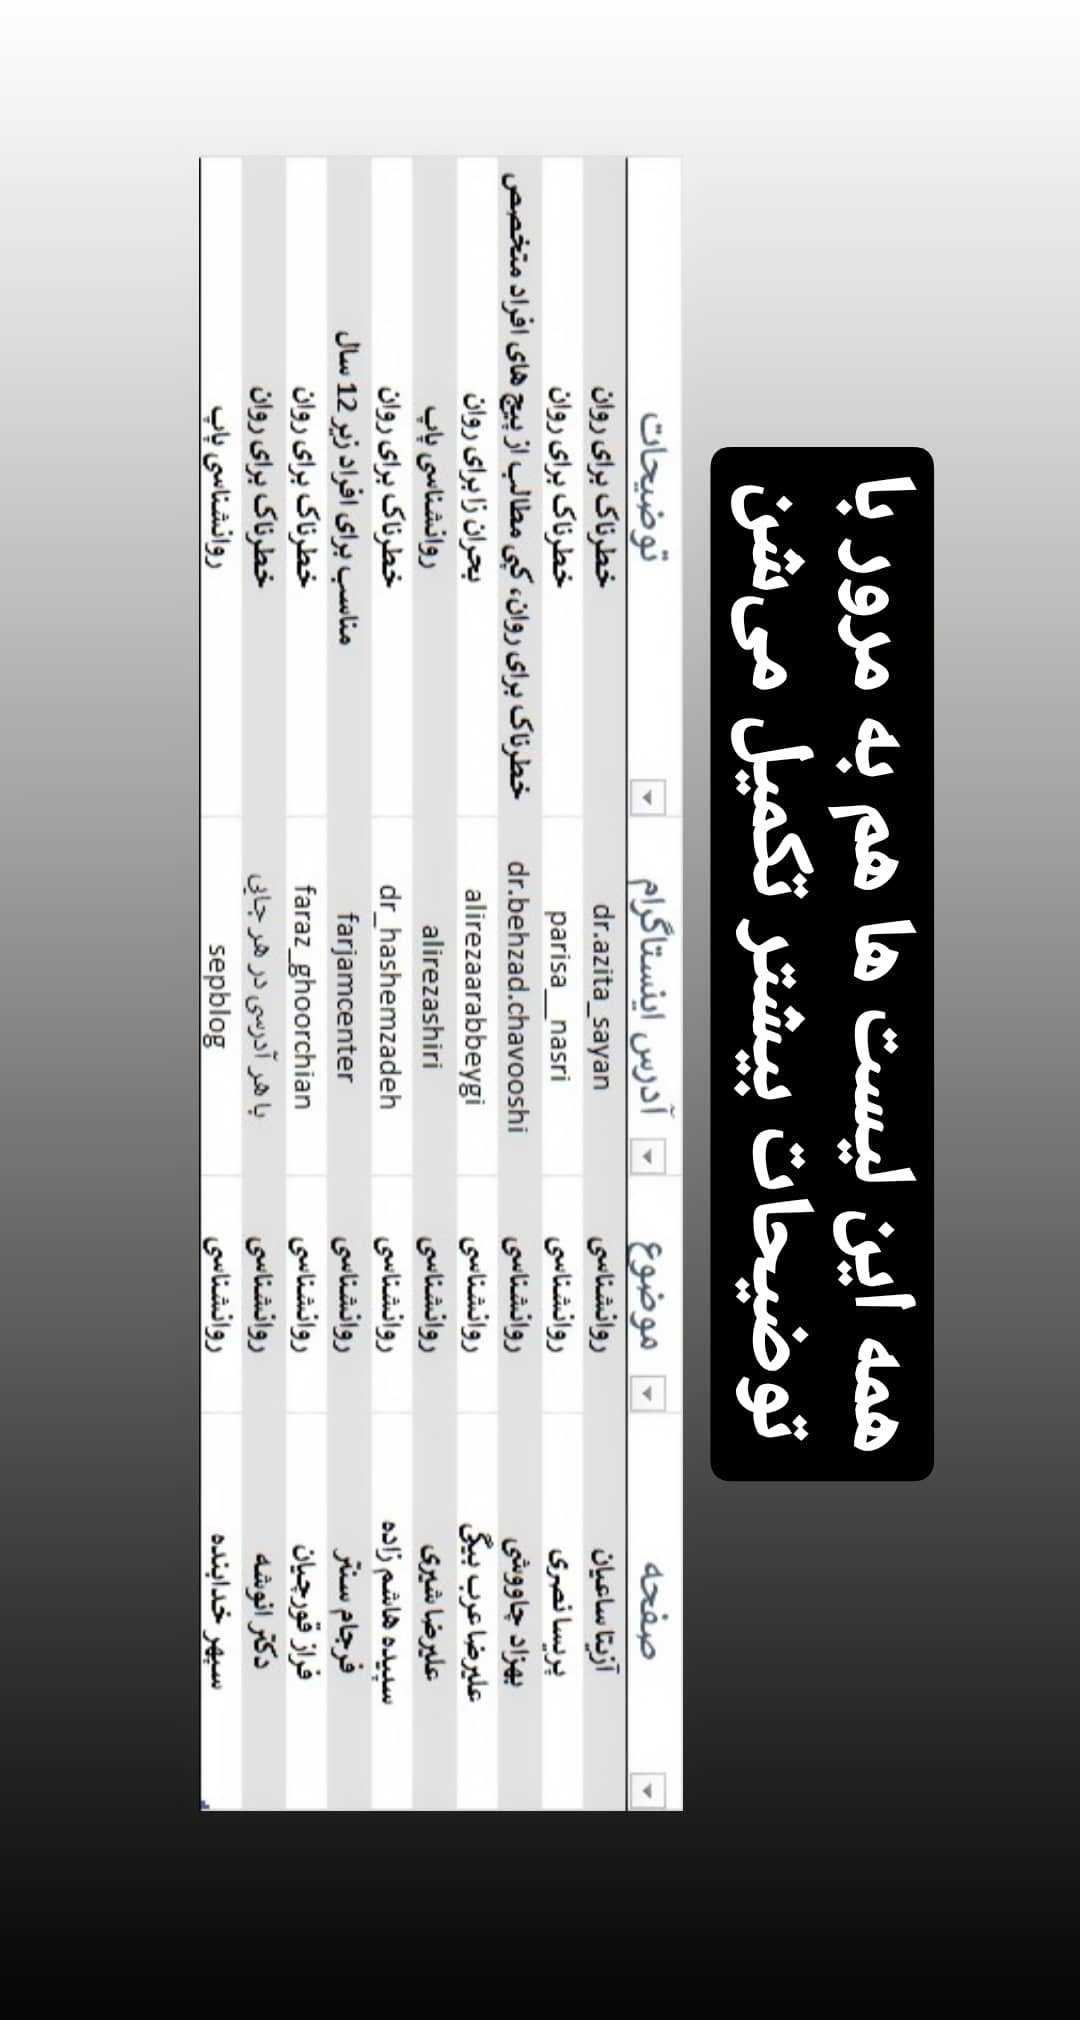 همه این لیست ها هم به مرور با
توضیحات بیشتر تکمیل می‌شن
صفحه موضوع آدرس اینستاگرام توضیحات
آزیتا ساعیان روانشناسی dr.azita_sayan خطرناک برای روان
پریسا نصری روانشناسی parisa__nasri خطرناک برای روان
بهزاد چاووشی روانشناسی dr.behzad.chavooshi خطرناک برای روان، کپی مطالب از پیج های افراد متخصص
علیرضا عرب بیگی روانشناسی alirezaarabbeygi بحران زا برای روان
علیرضا شیری روانشناسی alirezashiri روانشناسی پاپ
سپیده هاشم زاده روانشناسی dr_hashemzadeh خطرناک برای روان
فرجام سنتر روانشناسی farjamcenter مناسب برای افراد زیر 12 سال
فراز قورچیان روانشناسی faraz_ghoorchian خطرناک برای روان
دکتر انوشه روانشناسی با هر آدرسی در هر جایی خطرناک برای روان
سپهر خدابنده روانشناسی sepblog روانشناسی پاپ